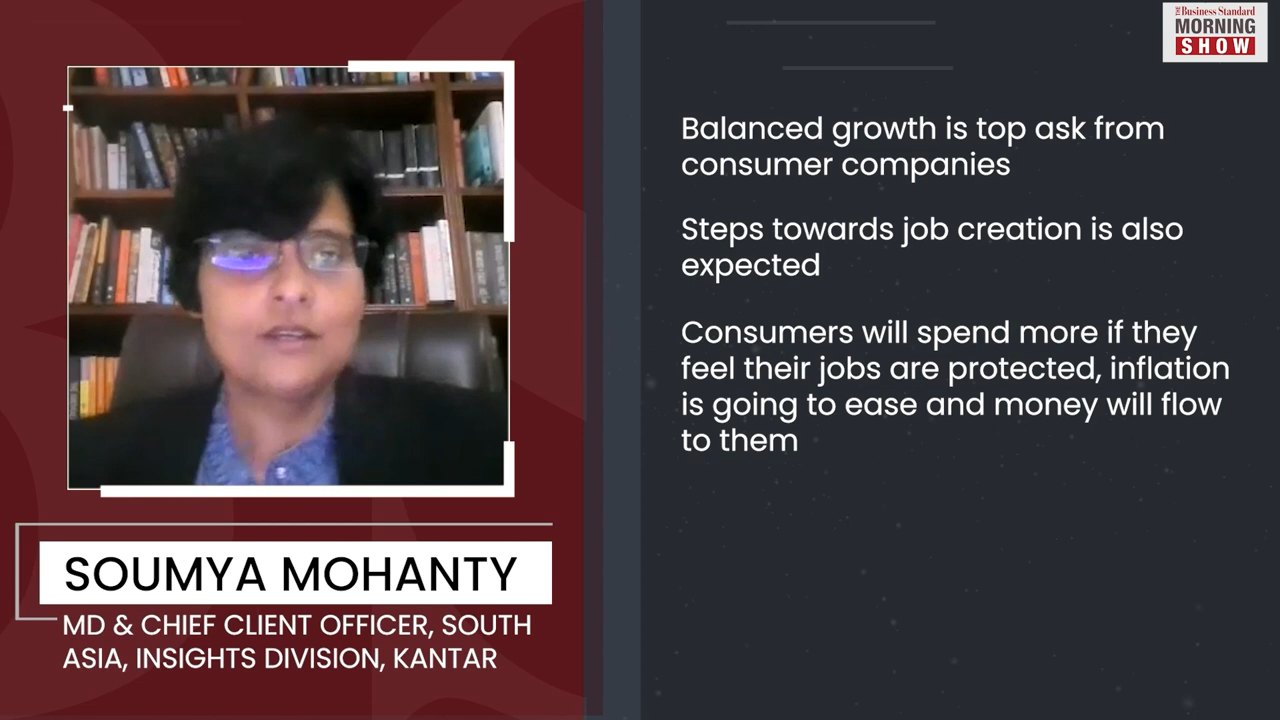 THE Business Standard
MORNING
SHOW
Balanced growth is top ask from
consumer companies
Steps towards job creation is also
expected
Consumers will spend more if they
feel their jobs are protected, inflation
is going to ease and money will flow
to them
SOUMYA MOHANTY
MD & CHIEF CLIENT OFFICER, SOUTH
ASIA, INSIGHTS DIVISION, KANTAR